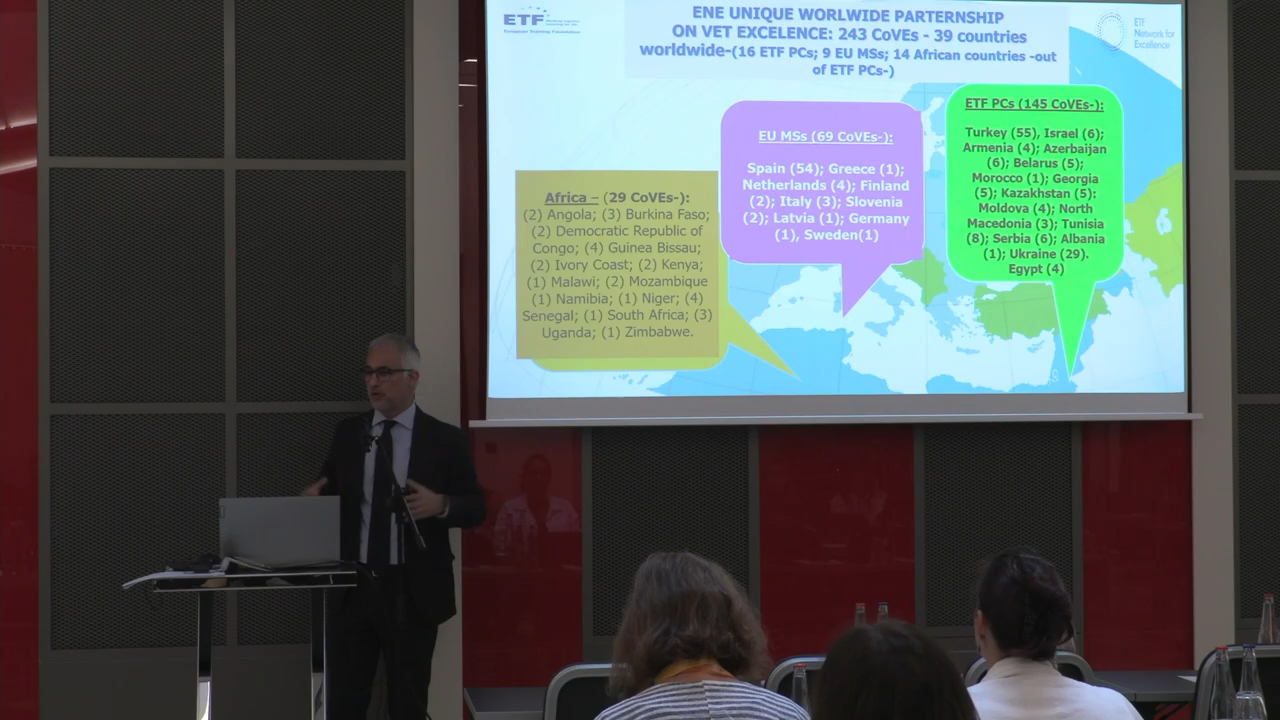 ETF
European Training Foundation
ENE UNIQUE WORLWIDE PARTERNSHIP
ON VET EXCELENCE: 243 CoVEs - 39 countries
worldwide-(16 ETF PCs; 9 EU MSs; 14 African countries -out
of ETF PCs-)
ETF
Network for
Excellence
Africa – (29 CoVEs-):
(2) Angola; (3) Burkina Faso;
(2) Democratic Republic of
Congo; (4) Guinea Bissau;
(2) Ivory Coast; (2) Kenya;
(1) Malawi; (2) Mozambique
(1) Namibia; (1) Niger; (4)
Senegal; (1) South Africa; (3)
Uganda; (1) Zimbabwe.
EU MSs (69 CoVEs-):
Spain (54); Greece (1);
Netherlands (4); Finland
(2); Italy (3); Slovenia
(2); Latvia (1); Germany
(1), Sweden(1)
ETF PCs (145 CoVEs-):
Turkey (55), Israel (6);
Armenia (4); Azerbaijan
(6); Belarus (5);
Morocco (1); Georgia
(5); Kazakhstan (5);
Moldova (4); North
Macedonia (3); Tunisia
(8); Serbia (6); Albania
(1); Ukraine (29).
Egypt (4)